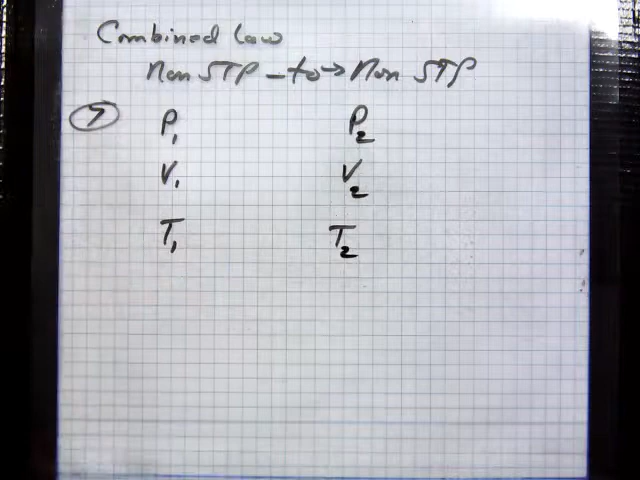 Combined Law
Non STP - to → Non STP
7 P1 P2
V1 V2
T1 T2